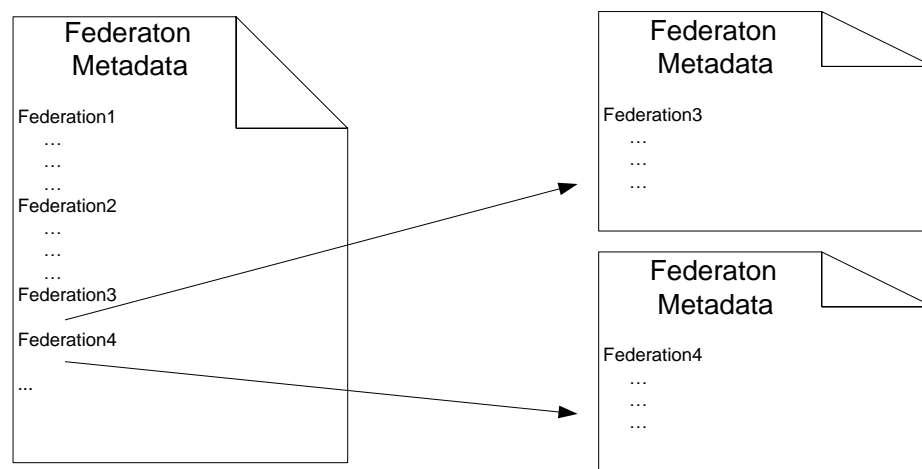 Federaton
Metadata
Federation1
...
...
...
Federation2
...
...
...
Federation3
Federation4
...
Federaton
Metadata
Federation3
...
...
...
Federaton
Metadata
Federation4
...
...
...